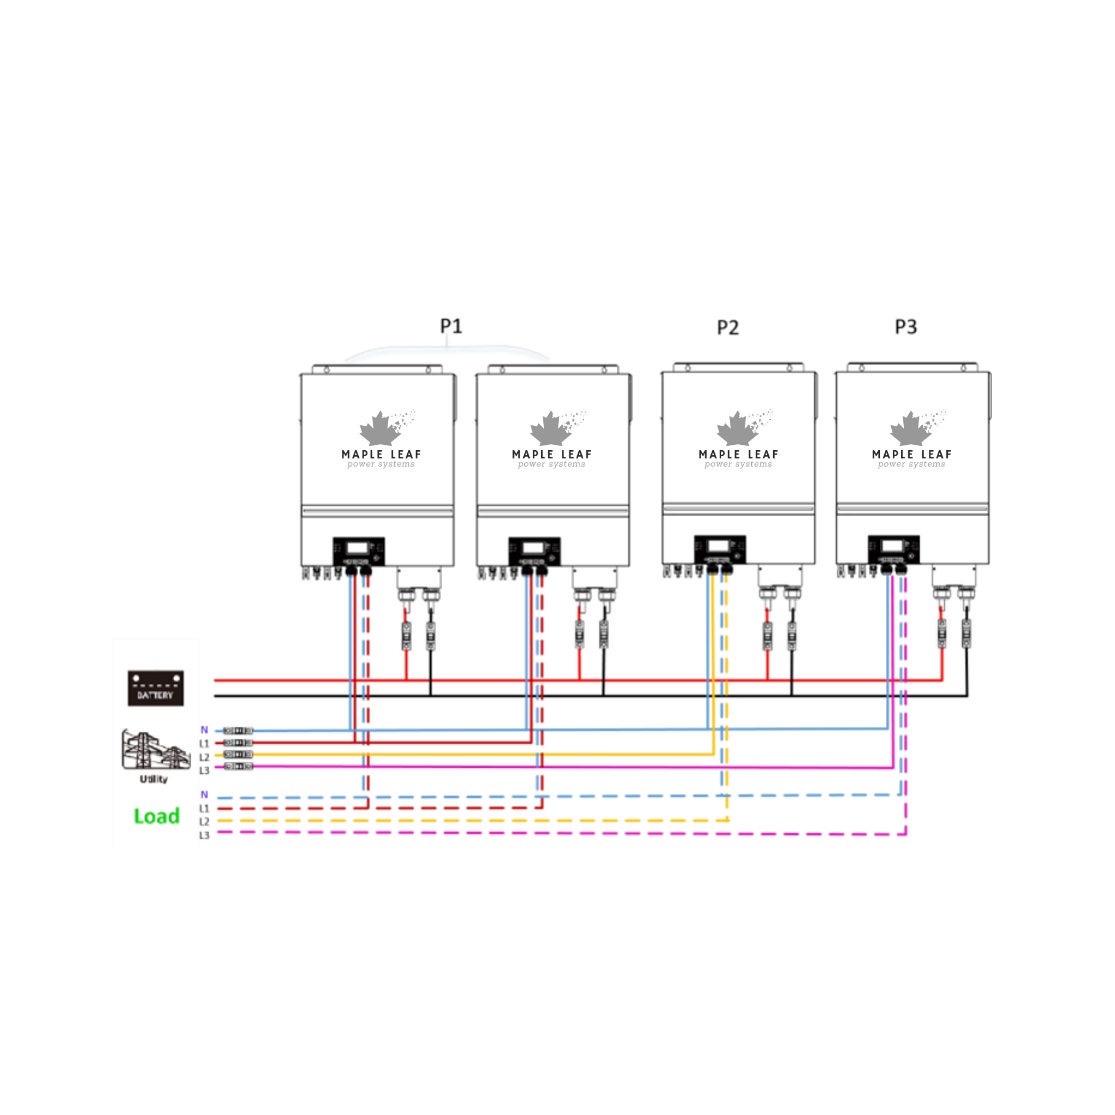 P1
P2
P3
MAPLE LEAF
power systems
MAPLE LEAF
power systems
MAPLE LEAF
power systems
MAPLE LEAF
power systems
BATTERY
N
L1
L2
L3
Utility
N
L1
L2
L3
Load